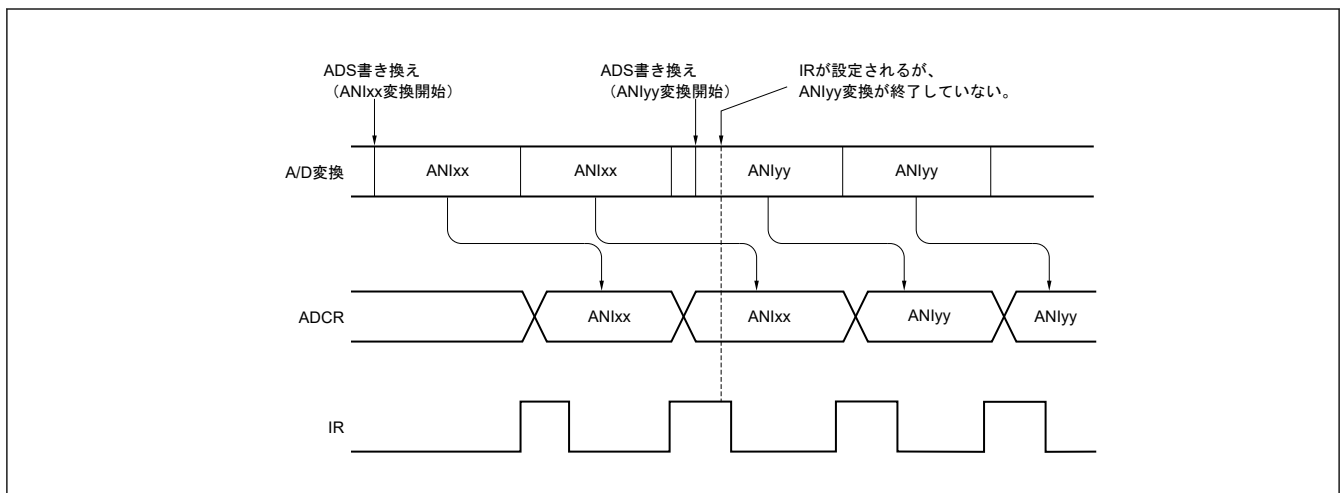 ADS書き換え
（ANIxx変換開始）
ADS書き換え
（ANIyy変換開始）
IRが設定されるが、
ANIyy変換が終了していない。
A/D変換
ANIxx
ANIxx
ANIyy
ANIyy
ADCR
ANIxx
ANIxx
ANIyy
ANIyy
IR